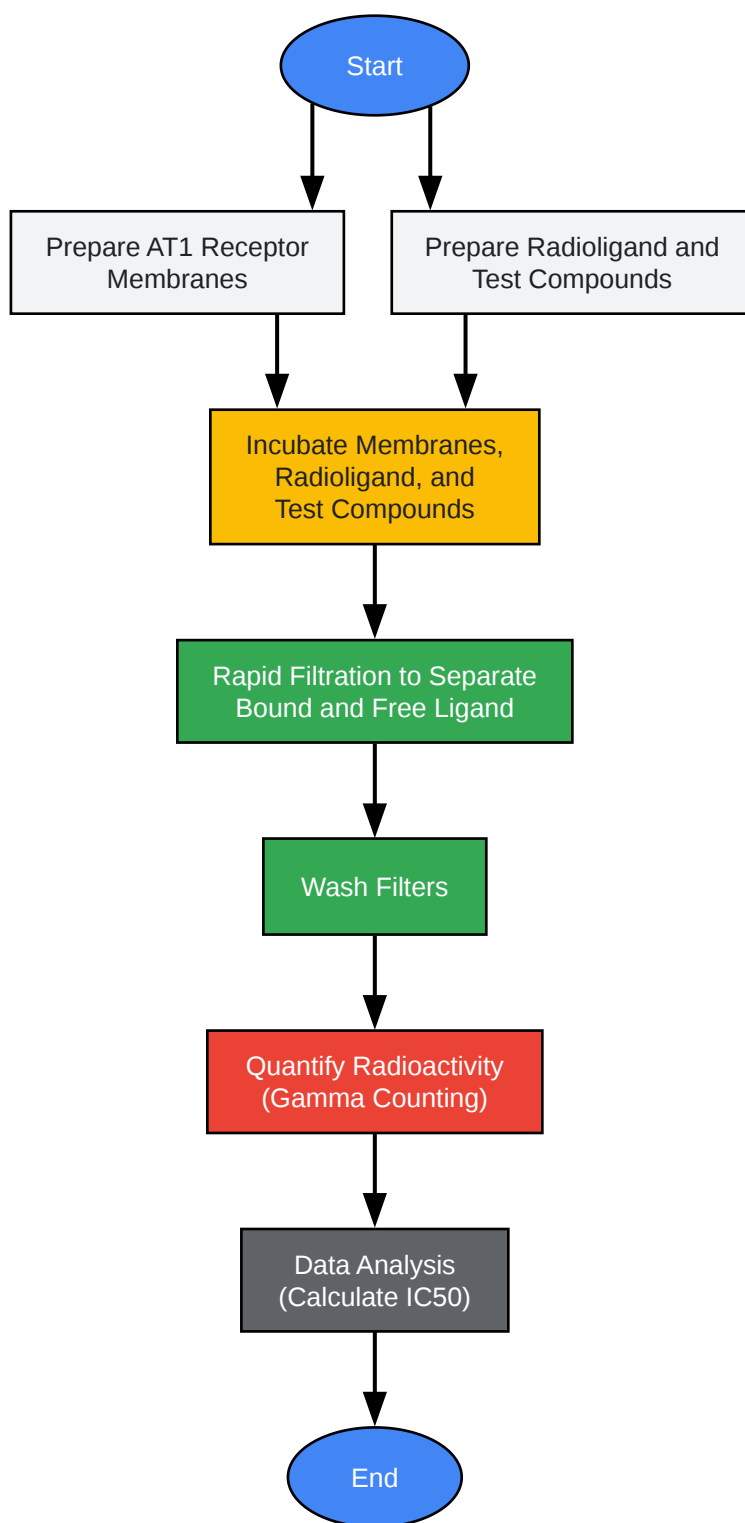 Start
Prepare AT1 Receptor
Membranes
Prepare Radioligand and
Test Compounds
Incubate Membranes,
Radioligand, and
Test Compounds
Rapid Filtration to Separate
Bound and Free Ligand
Wash Filters
Quantify Radioactivity
(Gamma Counting)
Data Analysis
(Calculate IC50)
End